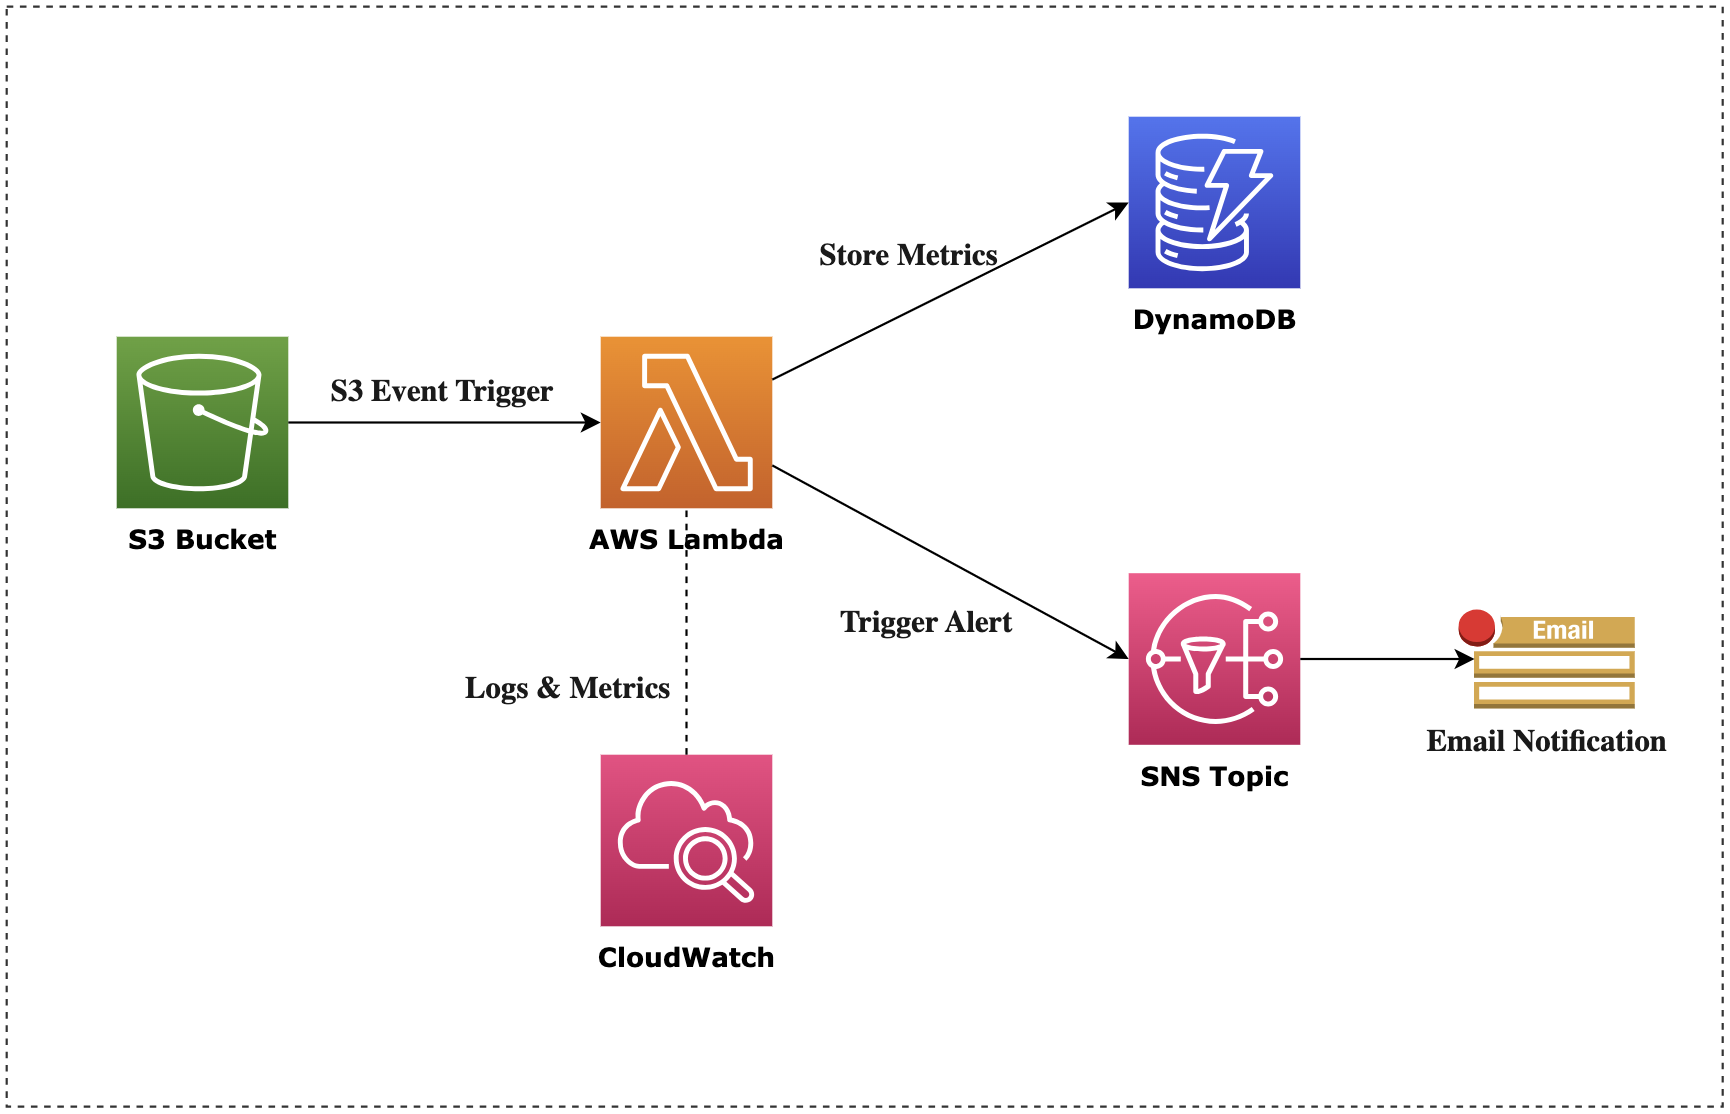 Store Metrics
DynamoDB
S3 Event Trigger
S3 Bucket
AWS Lambda
Trigger Alert
Email
Logs & Metrics
Email Notification
SNS Topic
CloudWatch